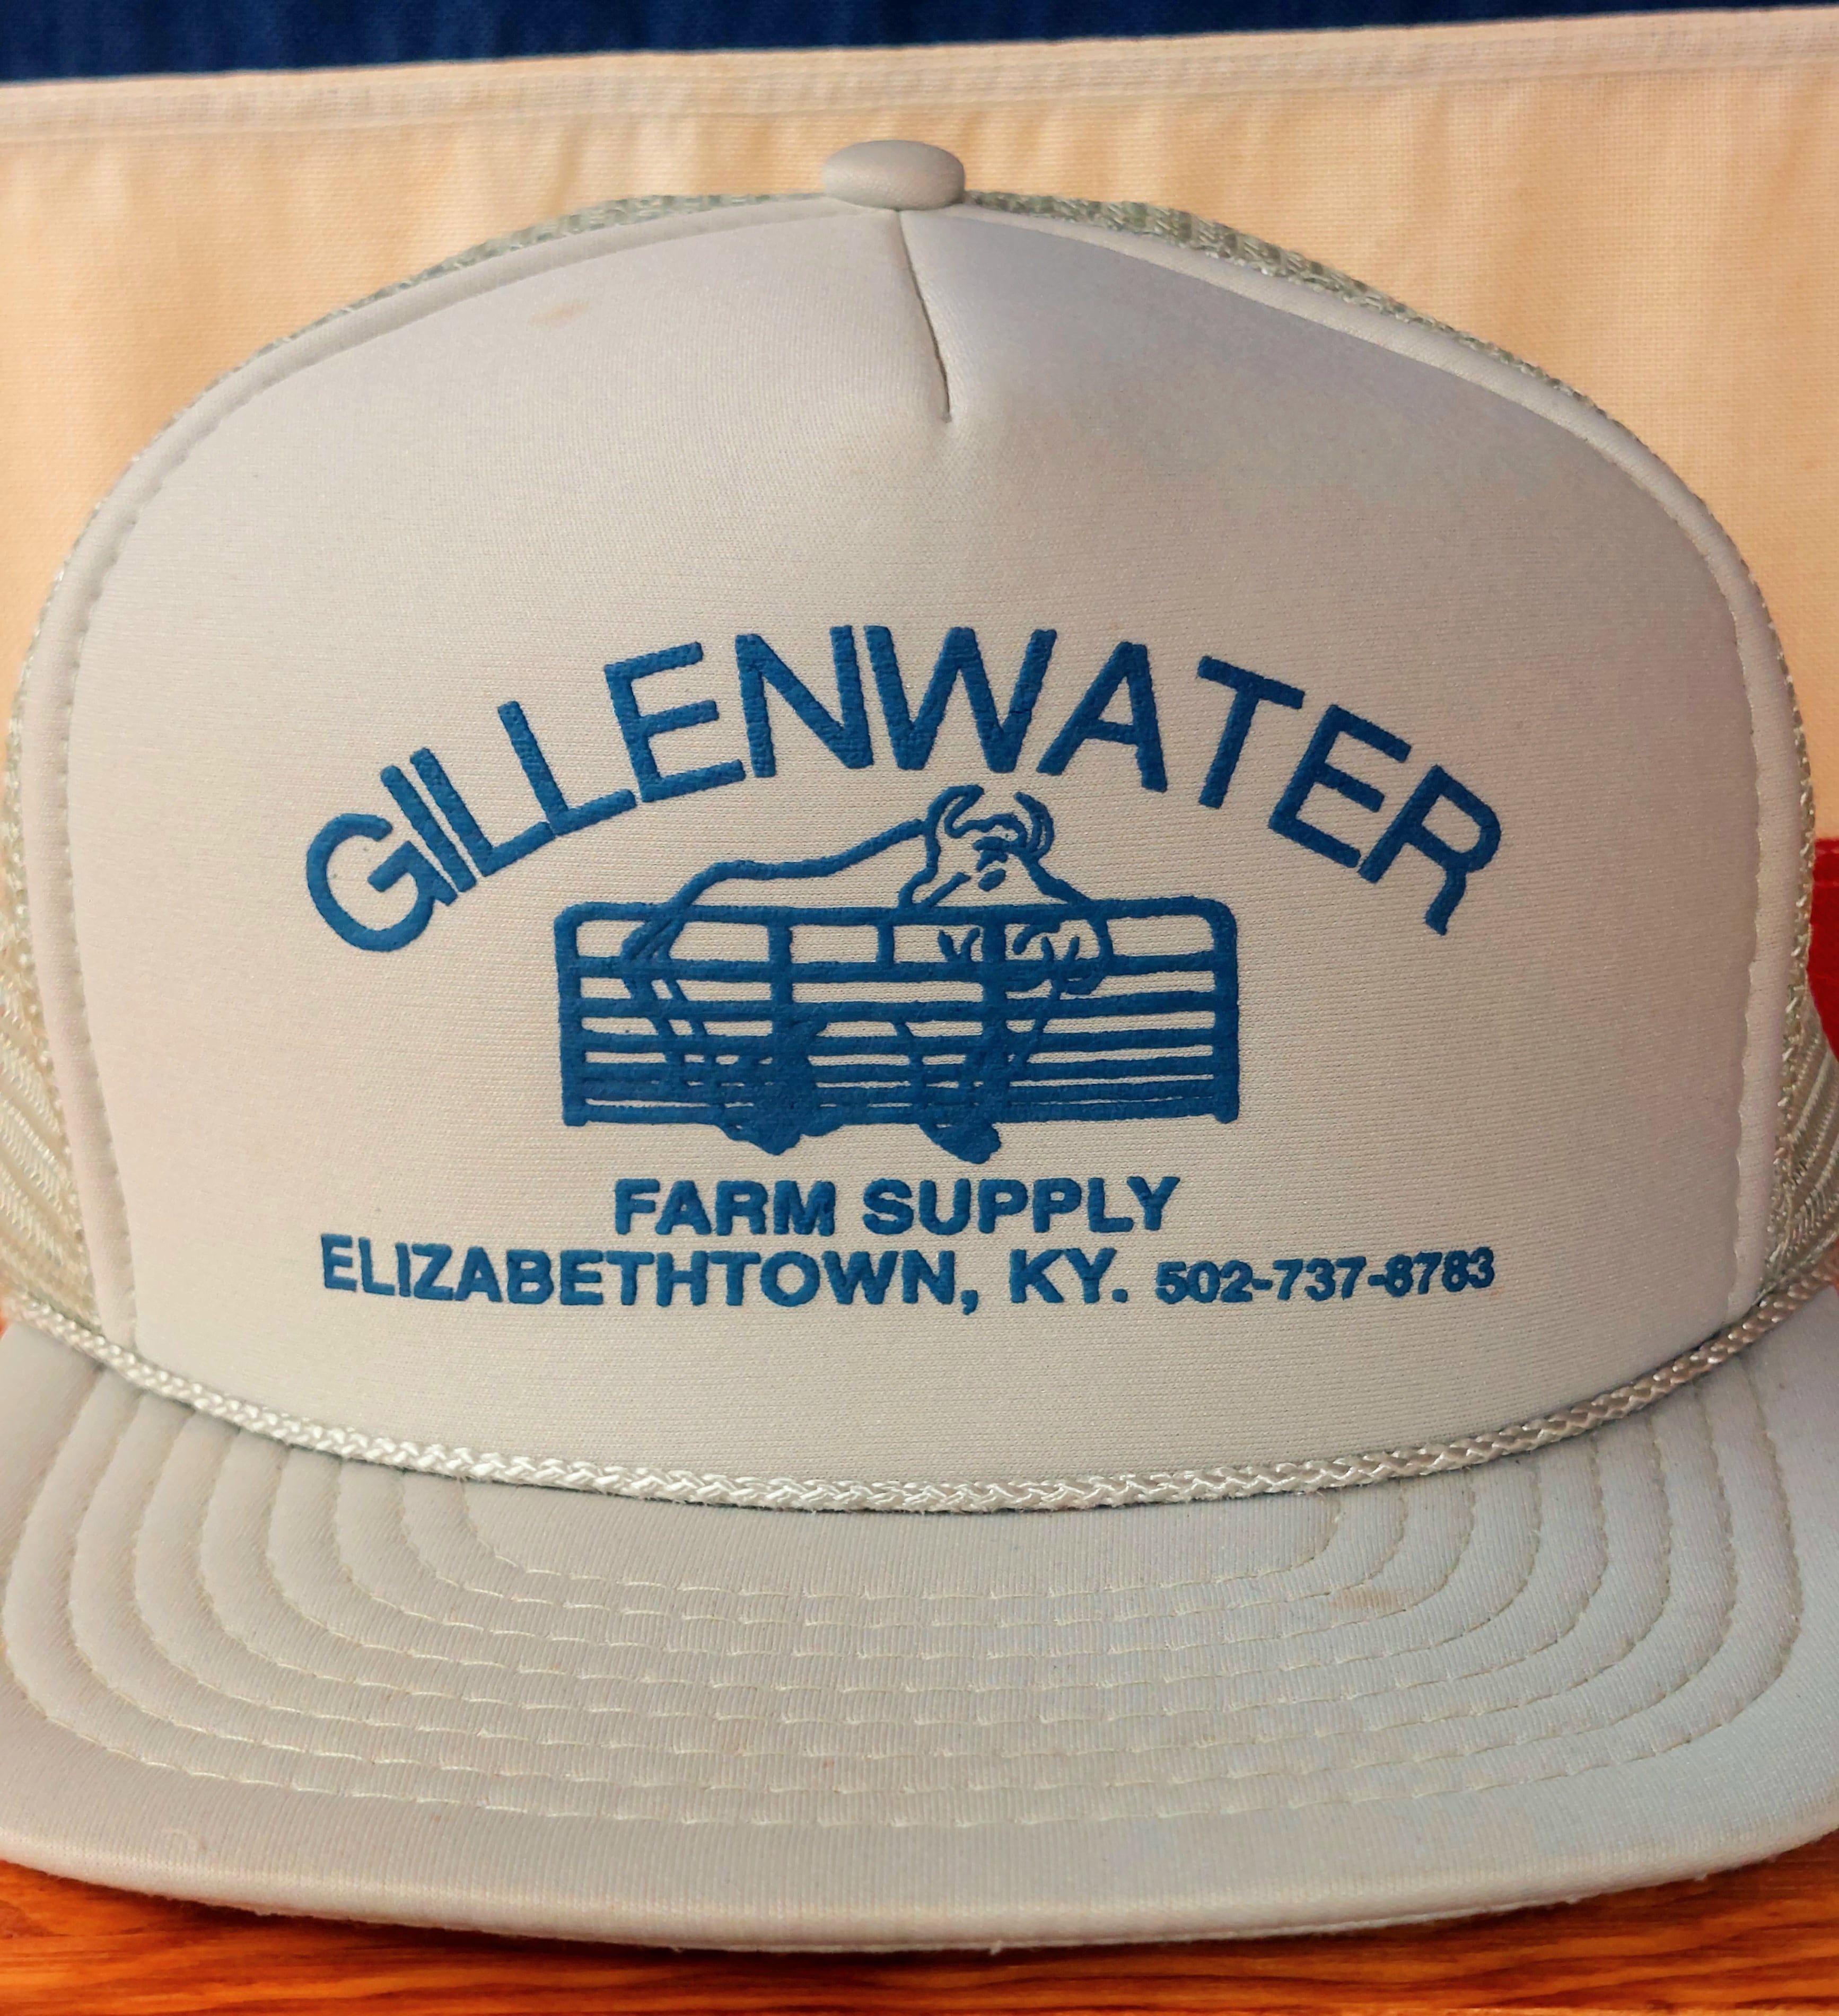 GILLENWATER
FARM SUPPLY
ELIZABETHTOWN, KY. 502-737-8783